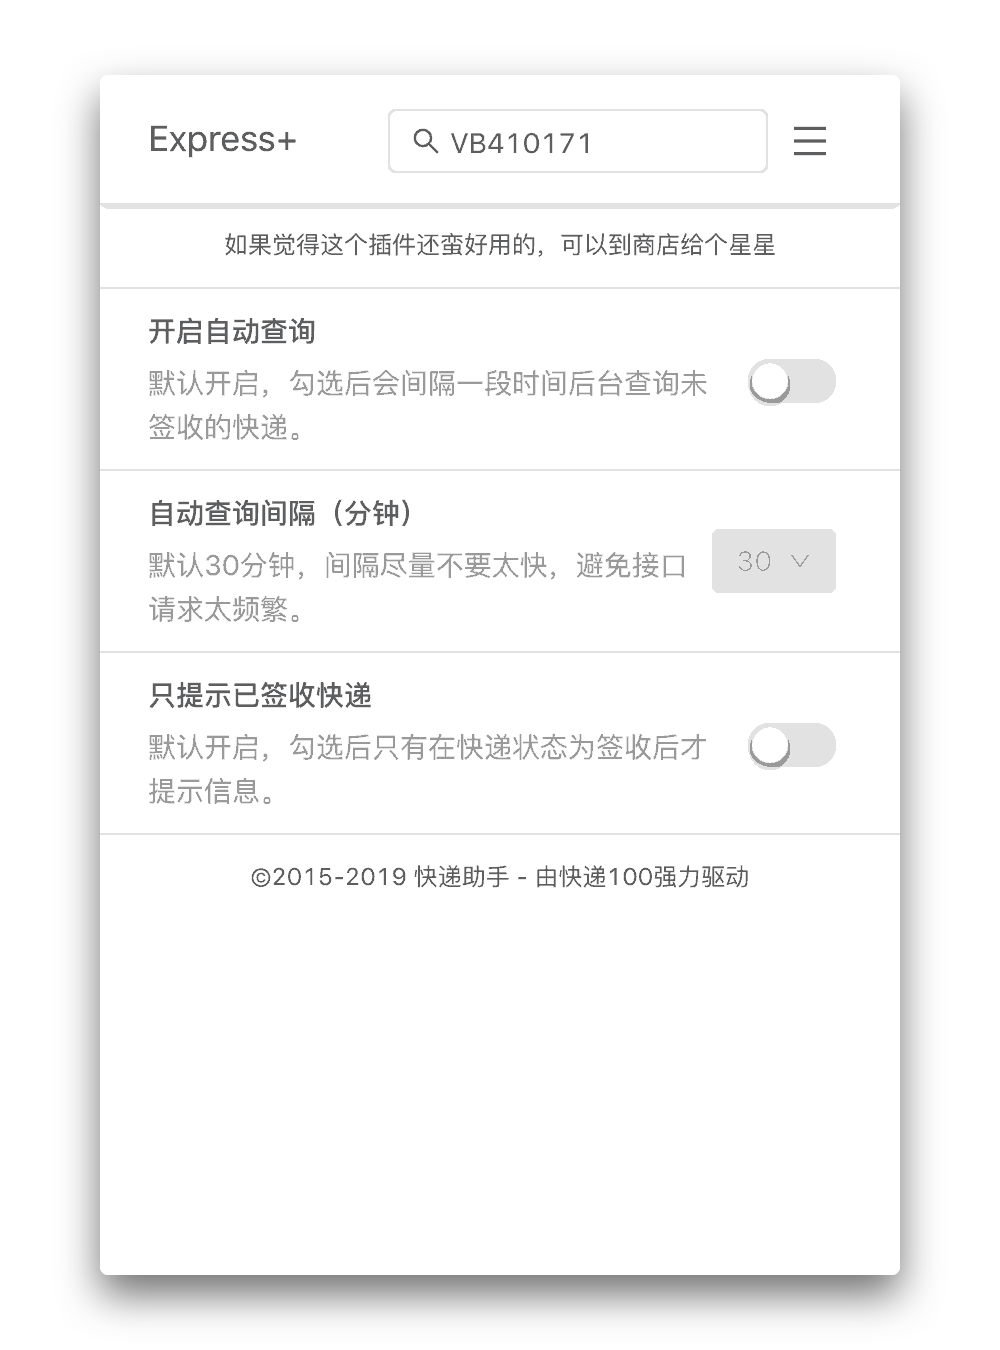 Express+
VB410171
如果觉得这个插件还蛮好用的，可以到商店给个星星
开启自动查询
默认开启，勾选后会间隔一段时间后台查询未
签收的快递。
自动查询间隔（分钟）
默认30分钟，间隔尽量不要太快，避免接口
请求太频繁。
30
只提示已签收快递
默认开启，勾选后只有在快递状态为签收后才
提示信息。
©2015-2019 快递助手 - 由快递100强力驱动